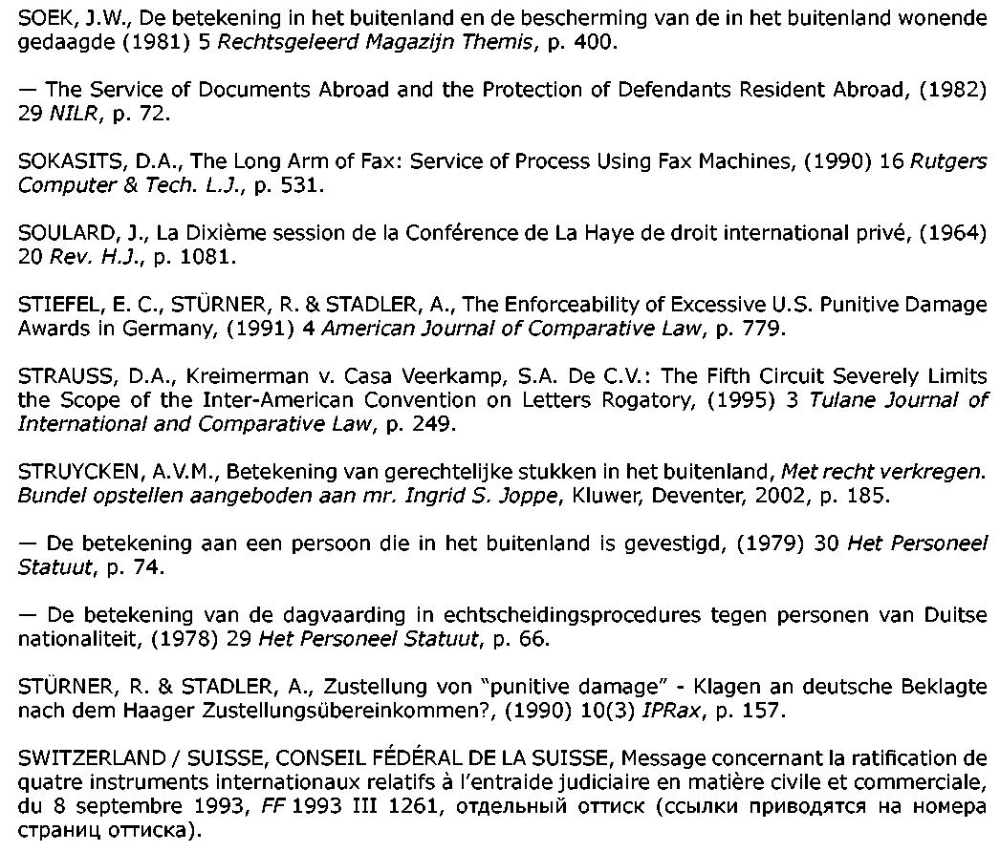 SOEK, J.W., De betekening in het buitenland en de bescherming van de in het buitenland wonende
gedaagde (1981) 5 Rechtsgeleerd Magazijn Themis, p. 400.
— The Service of Documents Abroad and the Protection of Defendants Resident Abroad, (1982)
29 NILR, p. 72.
SOKASITS, D.A., The Long Arm of Fax: Service of Process Using Fax Machines, (1990) 16 Rutgers
Computer & Tech. L.J., p. 531.
SOULARD, J., La Dixième session de la Conférence de La Haye de droit international privé, (1964)
20 Rev. H.J., p. 1081.
STIEFEL, E. C., STÜRNER, R. & STADLER, A., The Enforceability of Excessive U.S. Punitive Damage
Awards in Germany, (1991) 4 American Journal of Comparative Law, p. 779.
STRAUSS, D.A., Kreimerman v. Casa Veerkamp, S.A. De C.V.: The Fifth Circuit Severely Limits
the Scope of the Inter-American Convention on Letters Rogatory, (1995) 3 Tulane Journal of
International and Comparative Law, p. 249.
STRUYCKEN, A.V.M., Betekening van gerechtelijke stukken in het buitenland, Met recht verkregen.
Bundel opstellen aangeboden aan mr. Ingrid S. Joppe, Kluwer, Deventer, 2002, p. 185.
— De betekening aan een persoon die in het buitenland is gevestigd, (1979) 30 Het Personeel
Statuut, p. 74.
— De betekening van de dagvaarding in echtscheidingsprocedures tegen personen van Duitse
nationaliteit, (1978) 29 Het Personeel Statuut, p. 66.
STÜRNER, R. & STADLER, A., Zustellung von “punitive damage” - Klagen an deutsche Beklagte
nach dem Haager Zustellungsübereinkommen?, (1990) 10(3) IPRax, p. 157.
SWITZERLAND / SUISSE, CONSEIL FÉDÉRAL DE LA SUISSE, Message concernant la ratification de
quatre instruments internationaux relatifs à l’entraide judiciaire en matière civile et commerciale,
du 8 septembre 1993, FF 1993 III 1261, отдельный оттиск (ссылки приводятся на номера
страниц оттиска).